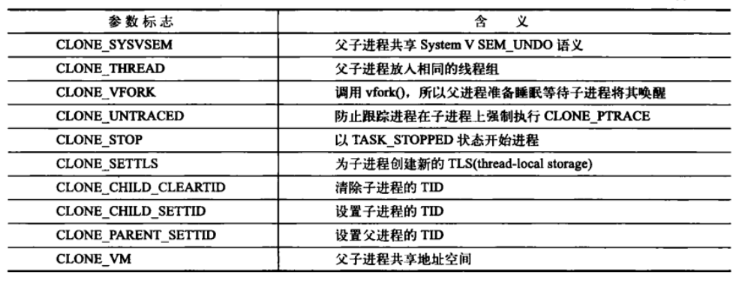 参数标志 含 义
CLONE_SYSVSEM 父子进程共享 System V SEM_UNDO 语义
CLONE_THREAD 父子进程放入相同的线程组
CLONE_VFORK 调用 vfork(), 所以父进程准备睡眠等待子进程将其唤醒
CLONE_UNTRACED 防止跟踪进程在子进程上强制执行 CLONE_PTRACE
CLONE_STOP 以 TASK_STOPPED 状态开始进程
CLONE_SETTLS 为子进程创建新的 TLS(thread-local storage)
CLONE_CHILD_CLEARTID 清除子进程的 TID
CLONE_CHILD_SETTID 设置子进程的 TID
CLONE_PARENT_SETTID 设置父进程的 TID
CLONE_VM 父子进程共享地址空间